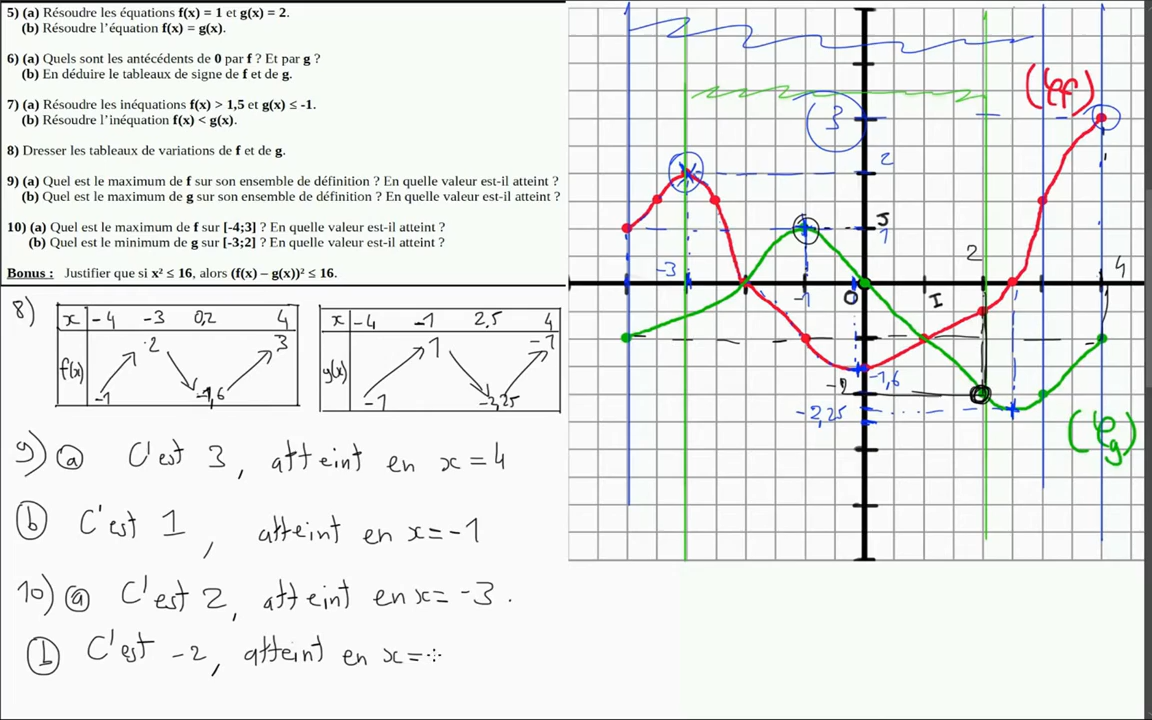 5) (a) Résoudre les équations f(x) = 1 et g(x) = 2.
(b) Résoudre l'équation f(x) = g(x).
6) (a) Quels sont les antécédents de 0 par f ? Et par g ?
(b) En déduire le tableaux de signe de f et de g.
7) (a) Résoudre les inéquations f(x) > 1,5 et g(x) ≤ -1.
(b) Résoudre l'inéquation f(x) < g(x).
8) Dresser les tableaux de variations de f et de g.
9) (a) Quel est le maximum de f sur son ensemble de définition ? En quelle valeur est-il atteint ?
(b) Quel est le maximum de g sur son ensemble de définition ? En quelle valeur est-il atteint ?
10) (a) Quel est le maximum de f sur [-4;3] ? En quelle valeur est-il atteint ?
(b) Quel est le minimum de g sur [-3;2] ? En quelle valeur est-il atteint ?
Bonus : Justifier que si x² ≤ 16, alors (f(x) – g(x))² ≤ 16.
8)
x -4 -3 0,2 4
2 3
f(x)
-1 -1,6
x -4 -1 2,5 4
1 -1
g(x)
-1 -2,25
9) a C'est 3, atteint en x = 4
b C'est 1, atteint en x = -1
10) a C'est 2, atteint en x = -3.
b C'est -2, atteint en x =
(φf)
3
2
J
1
-3
2
4
-1
O
I
-1,6
-2
-2,25
(φg)